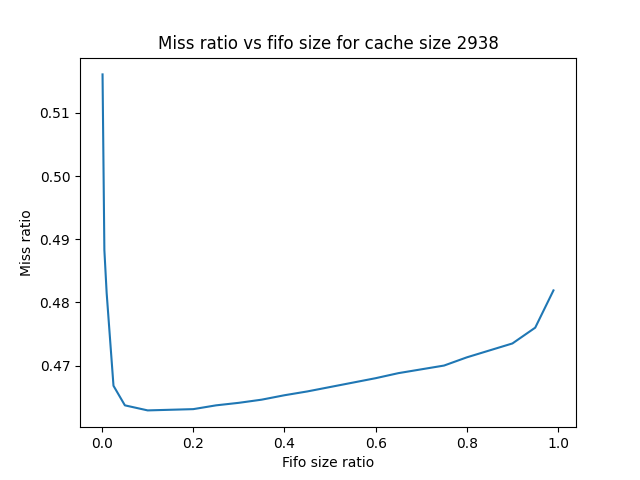 Miss ratio vs fifo size for cache size 2938
0.51
0.50
0.49
0.48
0.47
Miss ratio
0.0 0.2 0.4 0.6 0.8 1.0
Fifo size ratio